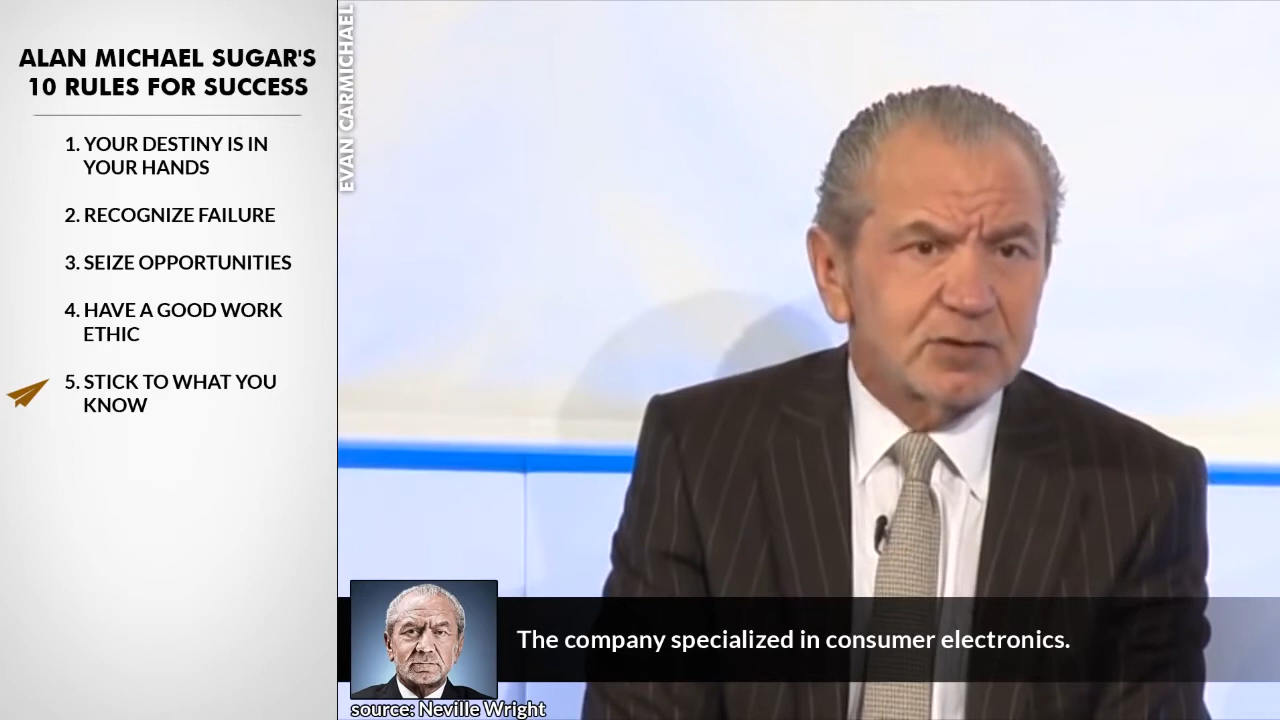 ALAN MICHAEL SUGAR'S
10 RULES FOR SUCCESS
1. YOUR DESTINY IS IN
YOUR HANDS
2. RECOGNIZE FAILURE
3. SEIZE OPPORTUNITIES
4. HAVE A GOOD WORK
ETHIC
5. STICK TO WHAT YOU
KNOW
EVAN CARMICHAEL
The company specialized in consumer electronics.
source: Neville Wright